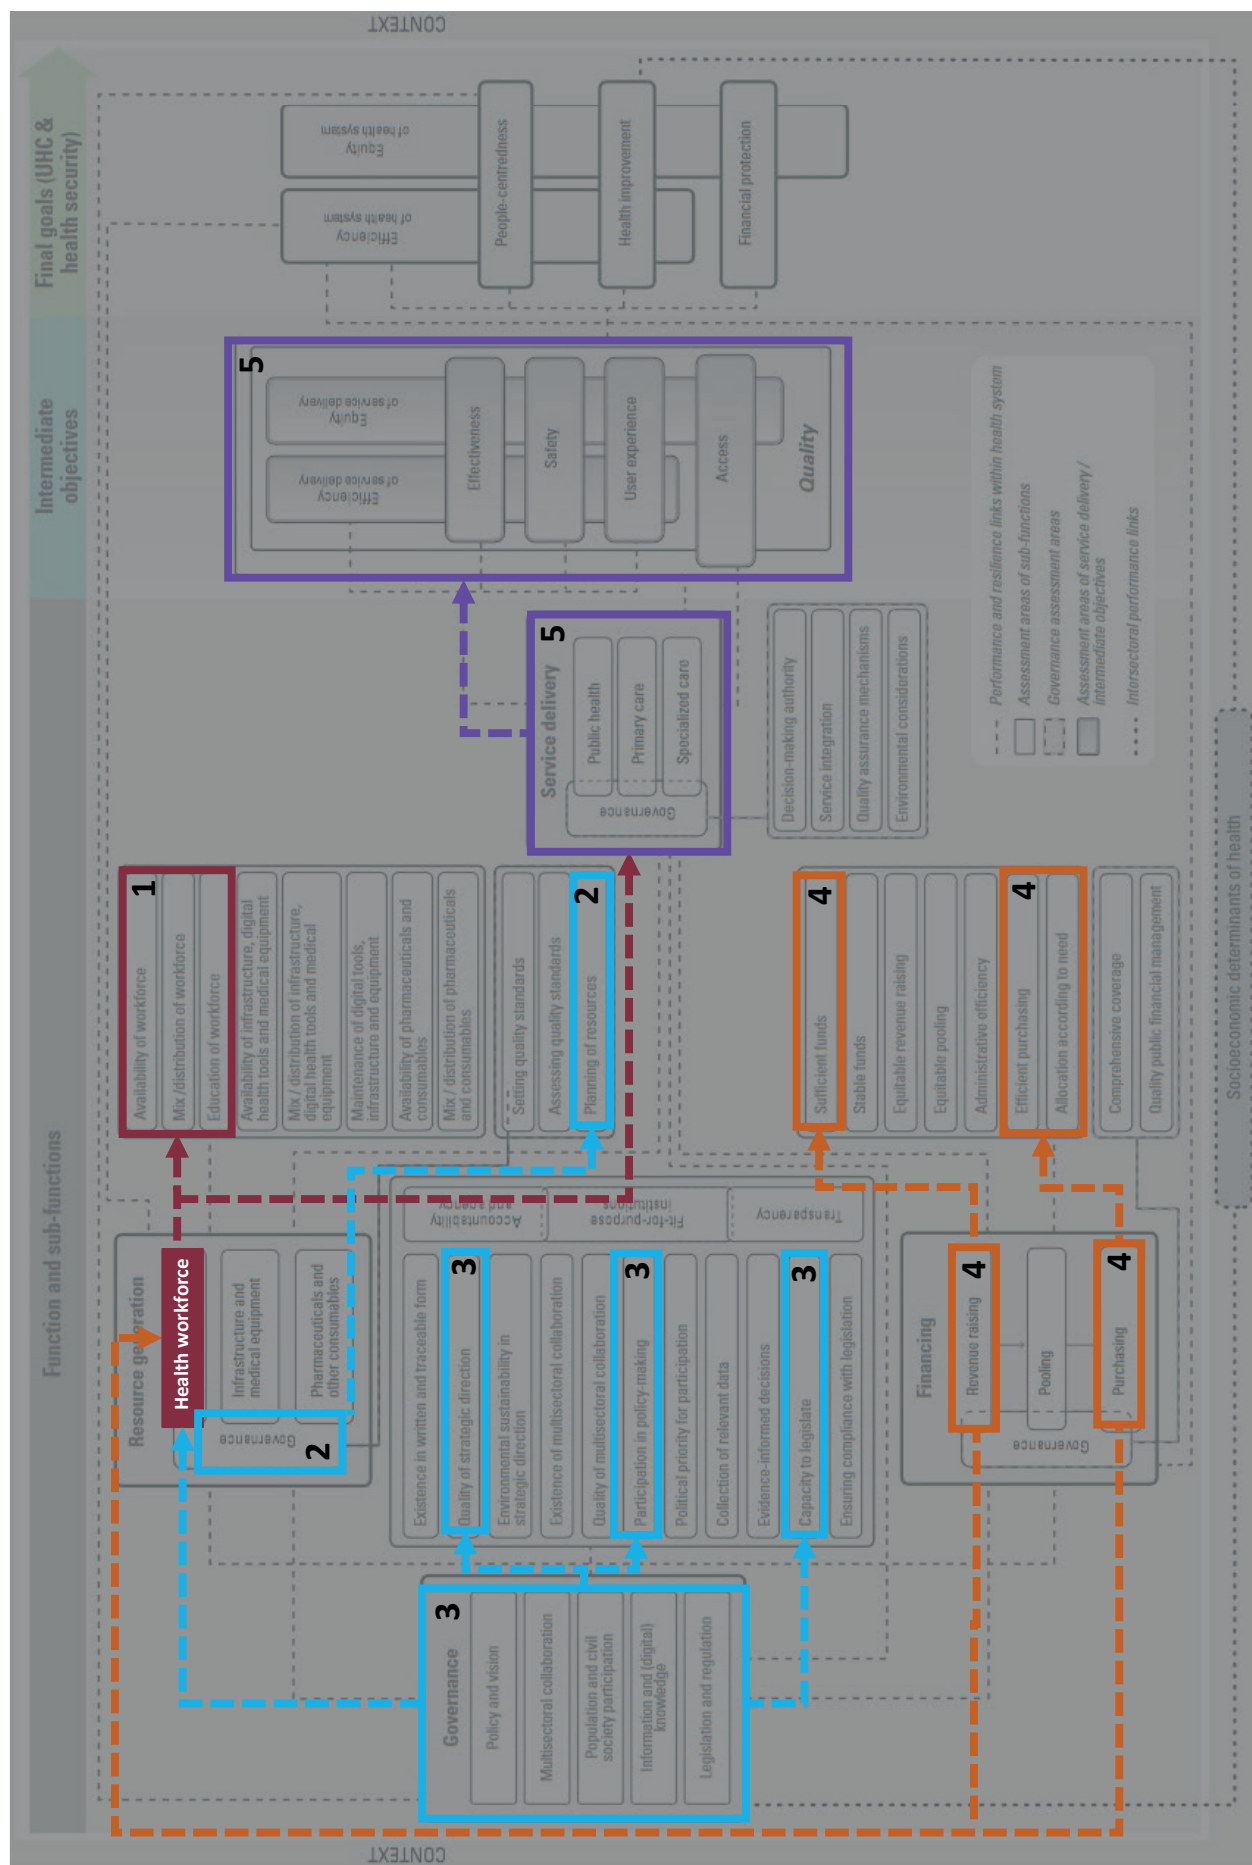 CONTEXT
Function and sub-functions
Intermediate
objectives
Final goals (UHC &
health security)
Resource generation
Health workforce
Infrastructure and
medical equipment
Pharmaceuticals and
other consumables
Governance
2
1
Availability of workforce
Mix /distribution of workforce
Education of workforce
Availability of infrastructure, digital
health tools and medical equipment
Mix / distribution of infrastructure,
digital health tools and medical
equipment
Maintenance of digital tools,
infrastructure and equipment
Availability of pharmaceuticals and
consumables
Mix / distribution of pharmaceuticals
and consumables
Setting quality standards
Assessing quality standards
Planning of resources
2
Governance
3
Policy and vision
Multisectoral collaboration
Population and civil
society participation
Information and (digital)
knowledge
Legislation and regulation
Existence in written and traceable form
Quality of strategic direction
3
Environmental sustainability in
strategic direction
Existence of multisectoral collaboration
Quality of multisectoral collaboration
Participation in policy-making
3
Political priority for participation
Collection of relevant data
Evidence-informed decisions
Capacity to legislate
3
Ensuring compliance with legislation
Accountability
and agency
Fit-for-purpose
institutions
Transparency
Financing
Revenue raising
4
Pooling
Purchasing
4
Governance
Sufficient funds
4
Stable funds
Equitable revenue raising
Equitable pooling
Administrative efficiency
Efficient purchasing
4
Allocation according to need
Comprehensive coverage
Quality public financial management
Service delivery
5
Public health
Primary care
Specialized care
Governance
Decision-making authority
Service integration
Quality assurance mechanisms
Environmental considerations
5
Efficiency
of service delivery
Equity
of service delivery
Effectiveness
Safety
User experience
Access
Quality
Efficiency
of health system
Equity
of health system
People-centredness
Health improvement
Financial protection
Performance and resilience links within health system
Assessment areas of sub-functions
Governance assessment areas
Assessment areas of service delivery /
intermediate objectives
Intersectoral performance links
Socioeconomic determinants of health
CONTEXT